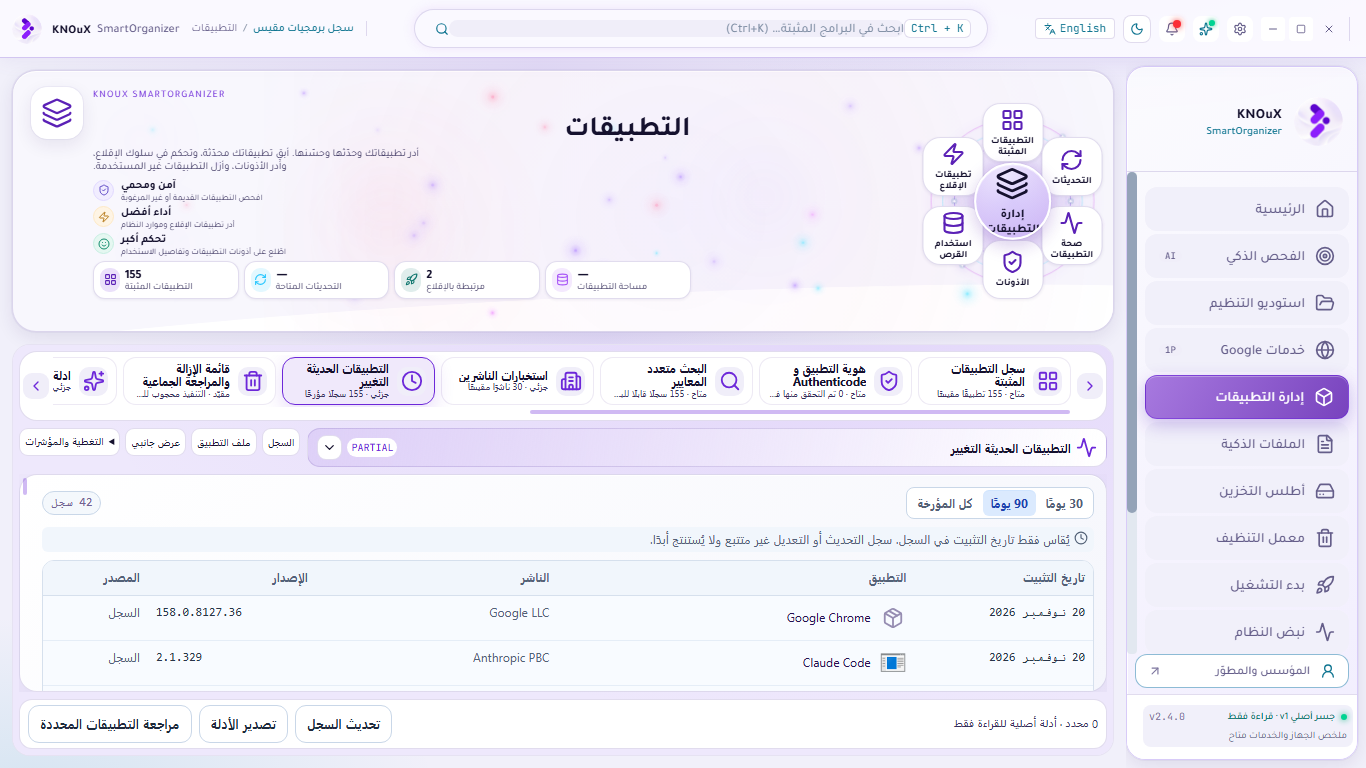 KNOuX SmartOrganizer
التطبيقات / سجل برمجيات مقيس
ابحث في البرامج المثبتة... (Ctrl+K)
Ctrl + K
English
KNOuX
SmartOrganizer
الرئيسية
الفحص الذكي
AI
استوديو التنظيم
خدمات Google
1P
إدارة التطبيقات
الملفات الذكية
أطلس التخزين
معمل التنظيف
بدء التشغيل
نبض النظام
المؤسس والمطوّر
جسر أصلي v1 · قراءة فقط
v2.4.0
ملخص الجهاز والخدمات متاح
KNOUX SMARTORGANIZER
التطبيقات
أدر تطبيقاتك وحدّثها وحسّنها. أبقِ تطبيقاتك محدّثة، وتحكم في سلوك الإقلاع،
وأدر الأذونات، وأزل التطبيقات غير المستخدمة.
آمن ومحمي
افحص التطبيقات القديمة أو غير المرغوبة
أداء أفضل
أدر تطبيقات الإقلاع وموارد النظام
تحكم أكبر
اطّلع على أذونات التطبيقات وتفاصيل الاستخدام
155
التطبيقات المثبتة
—
التحديثات المتاحة
2
مرتبطة بالإقلاع
—
مساحة التطبيقات
التطبيقات
المثبتة
التحديثات
صحة
التطبيقات
الأذونات
استخدام
القرص
تطبيقات
الإقلاع
إدارة
التطبيقات
سجل التطبيقات
المثبتة
متاح · 155 تطبيقًا مقيسًا
هوية التطبيق و
Authenticode
متاح · 0 تم التحقق منها ف...
البحث متعدد
المعايير
متاح · 155 سجلًا قابلًا للبـ...
استخبارات الناشرين
جزئي · 30 ناشرًا مقيسًا
التطبيقات الحديثة
التغيير
جزئي · 155 سجلًا مؤرخًا
قائمة الإزالة
والمراجعة الجماعية
مقيّد · التنفيذ محجوب للـ...
ادلة
جزئي
التطبيقات الحديثة التغيير
PARTIAL
السجل
ملف التطبيق
عرض جانبي
◄ التغطية والمؤشرات
30 يومًا
90 يومًا
كل المؤرخة
42 سجل
يُقاس فقط تاريخ التثبيت في السجل. سجل التحديث أو التعديل غير متتبع ولا يُستنتج أبدًا.
تاريخ التثبيت التطبيق الناشر الإصدار المصدر
20 نوفمبر 2026 Google Chrome Google LLC 158.0.8127.36 السجل
20 نوفمبر 2026 Claude Code Anthropic PBC 2.1.329 السجل
0 محدد · أدلة أصلية للقراءة فقط
تحديث السجل
تصدير الأدلة
مراجعة التطبيقات المحددة